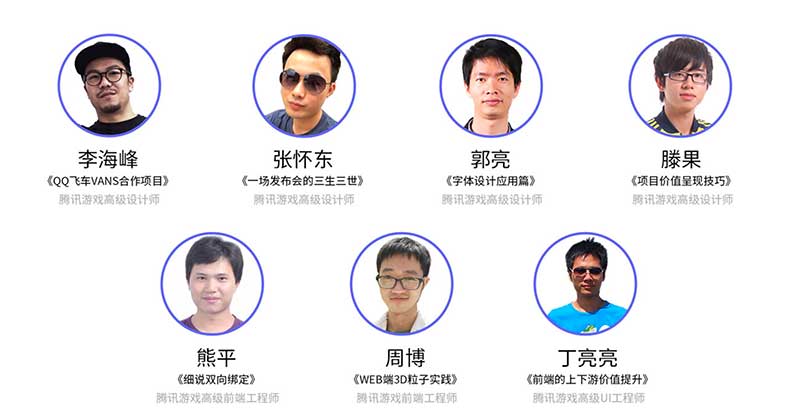 李海峰
《QQ飞车VANS合作项目》
腾讯游戏高级设计师
张怀东
《一场发布会的三生三世》
腾讯游戏高级设计师
郭亮
《字体设计应用篇》
腾讯游戏高级设计师
滕果
《项目价值呈现技巧》
腾讯游戏高级设计师
熊平
《细说双向绑定》
腾讯游戏高级前端工程师
周博
《WEB端3D粒子实践》
腾讯游戏前端工程师
丁亮亮
《前端的上下游价值提升》
腾讯游戏高级UI工程师